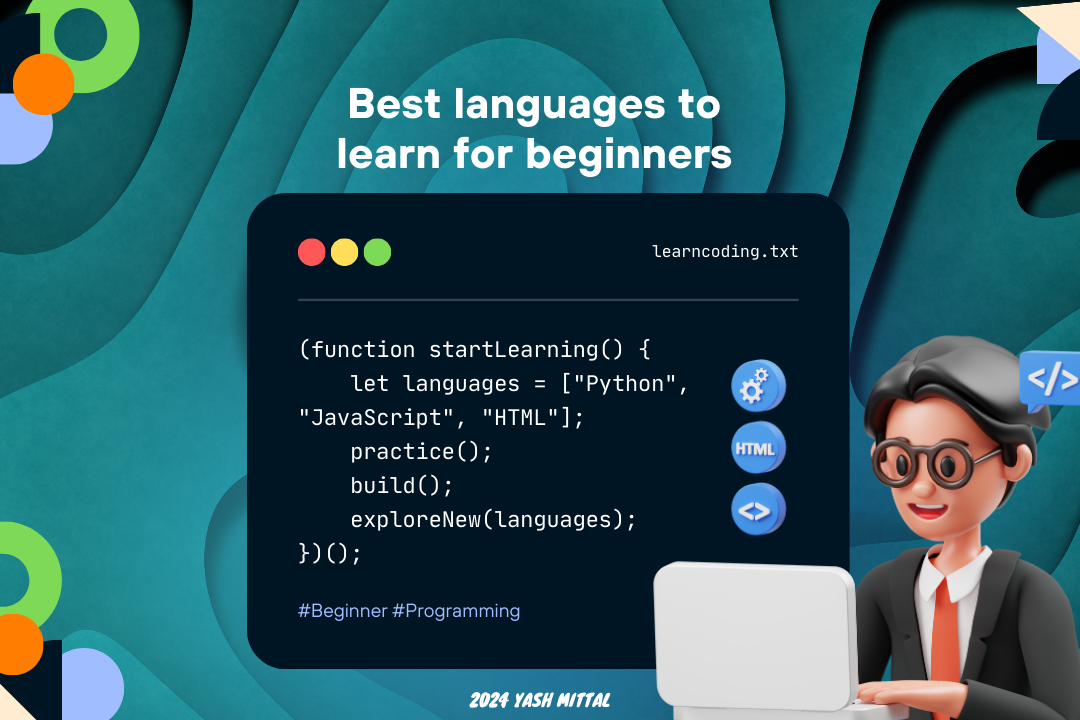 Best languages to
learn for beginners
learncoding.txt
(function startLearning() {
    let languages = ["Python",
"JavaScript", "HTML"];
    practice();
    build();
    exploreNew(languages);
})();
HTML
<>
</>
#Beginner #Programming
2024 YASH MITTAL